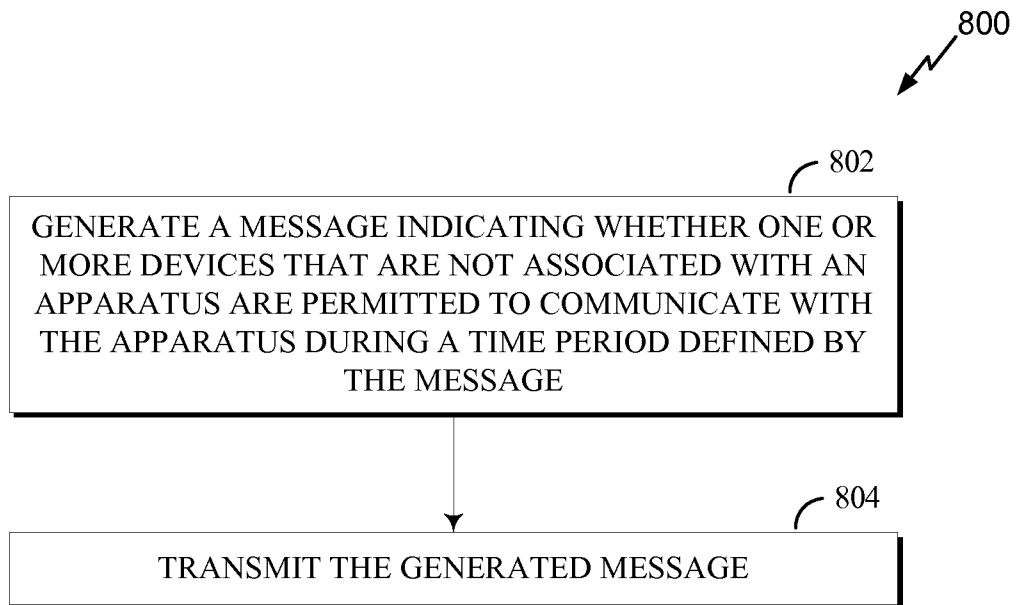 800
802
GENERATE A MESSAGE INDICATING WHETHER ONE OR
MORE DEVICES THAT ARE NOT ASSOCIATED WITH AN
APPARATUS ARE PERMITTED TO COMMUNICATE WITH
THE APPARATUS DURING A TIME PERIOD DEFINED BY
THE MESSAGE
804
TRANSMIT THE GENERATED MESSAGE